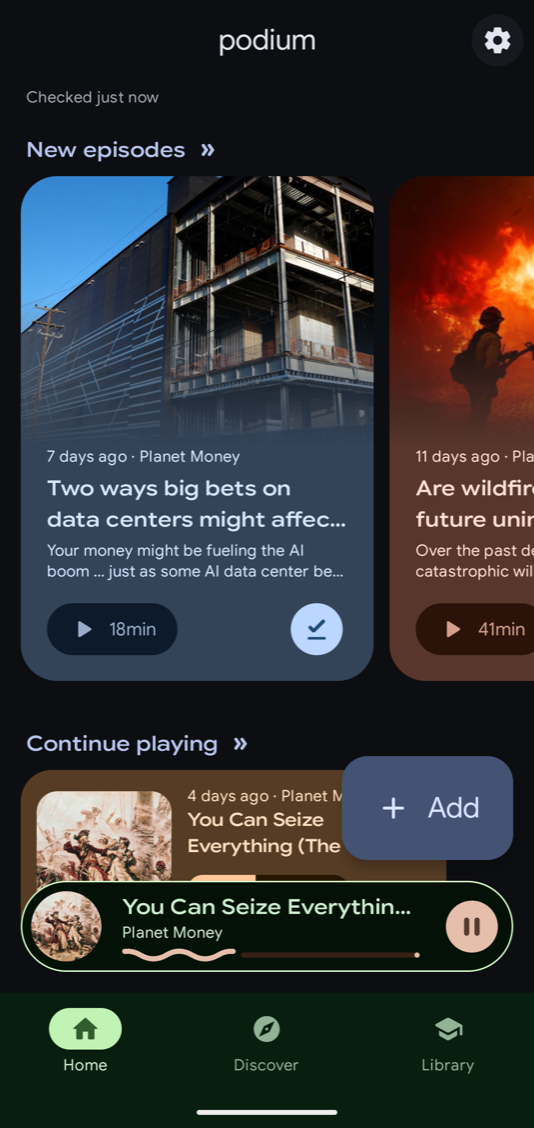 podium
Checked just now
New episodes »
7 days ago · Planet Money
Two ways big bets on
data centers might affec...
Your money might be fueling the AI
boom ... just as some AI data center be...
18min
11 days ago · Pla
Are wildfir
future unin
Over the past de
catastrophic wil
41min
Continue playing »
4 days ago · Planet M
You Can Seize
Everything (The
+ Add
You Can Seize Everythin...
Planet Money
Home
Discover
Library